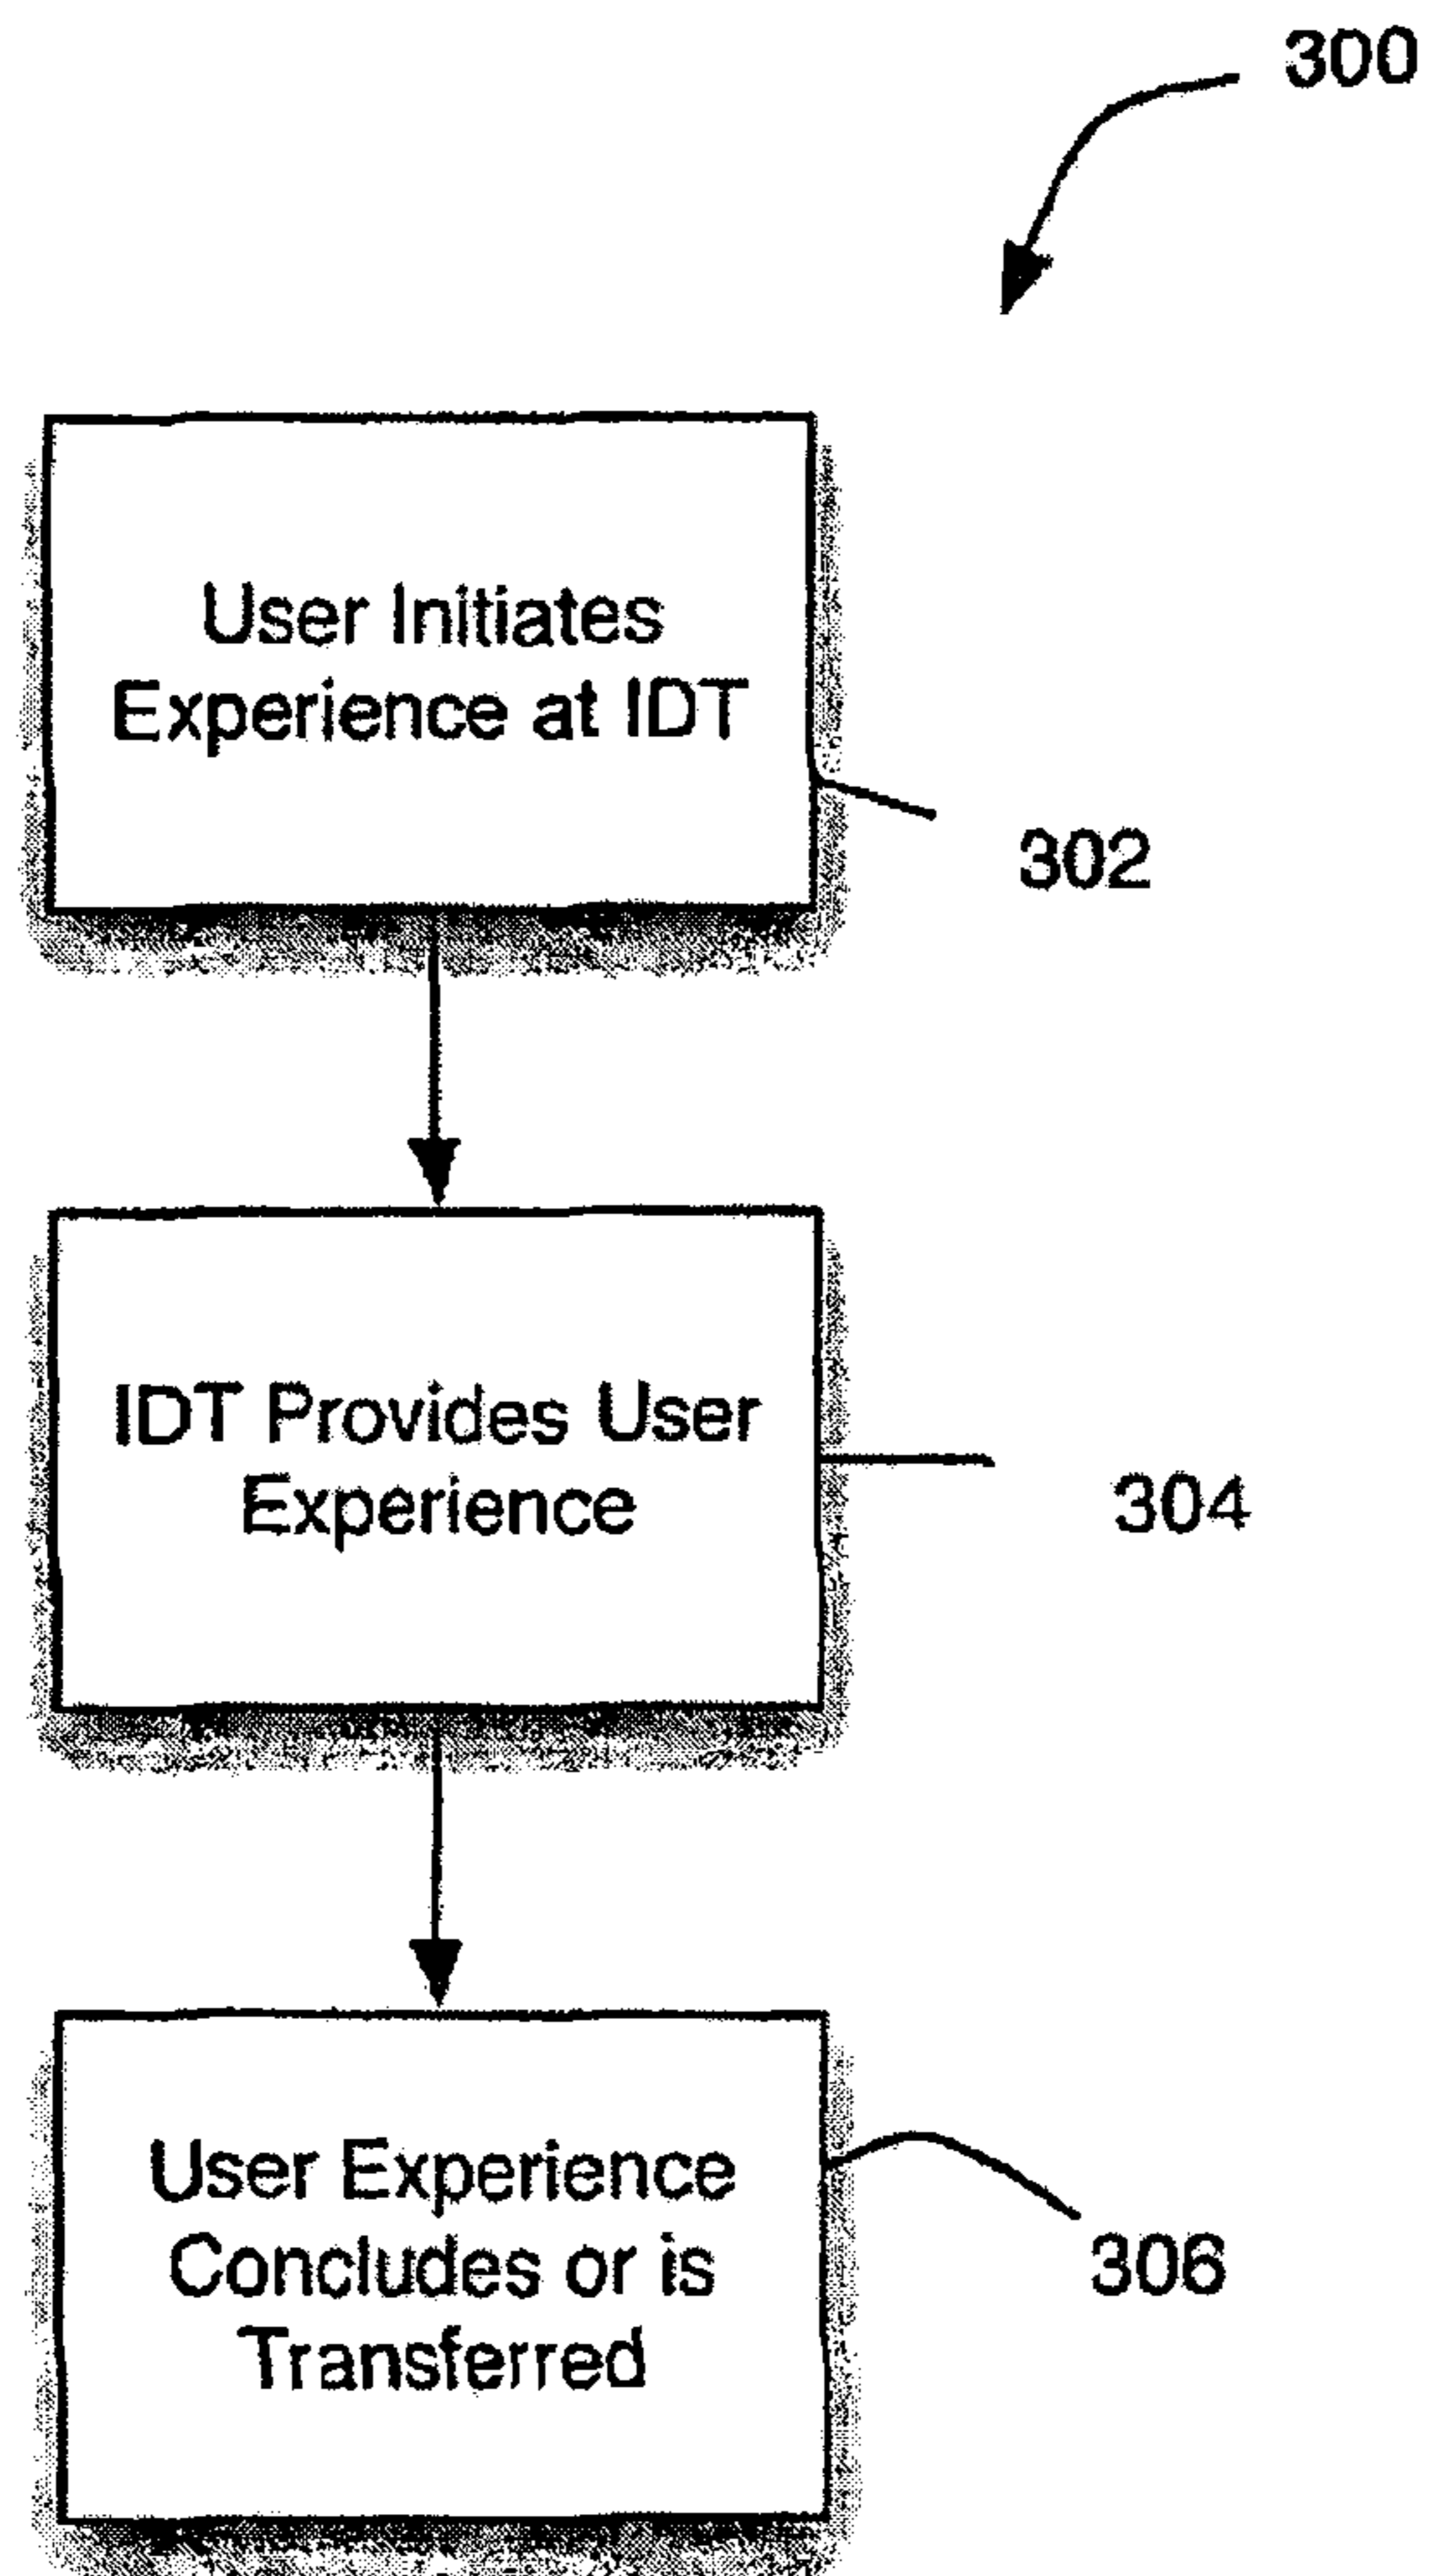 300
User Initiates
Experience at IDT
302
IDT Provides User
Experience
304
User Experience
Concludes or is
Transferred
306